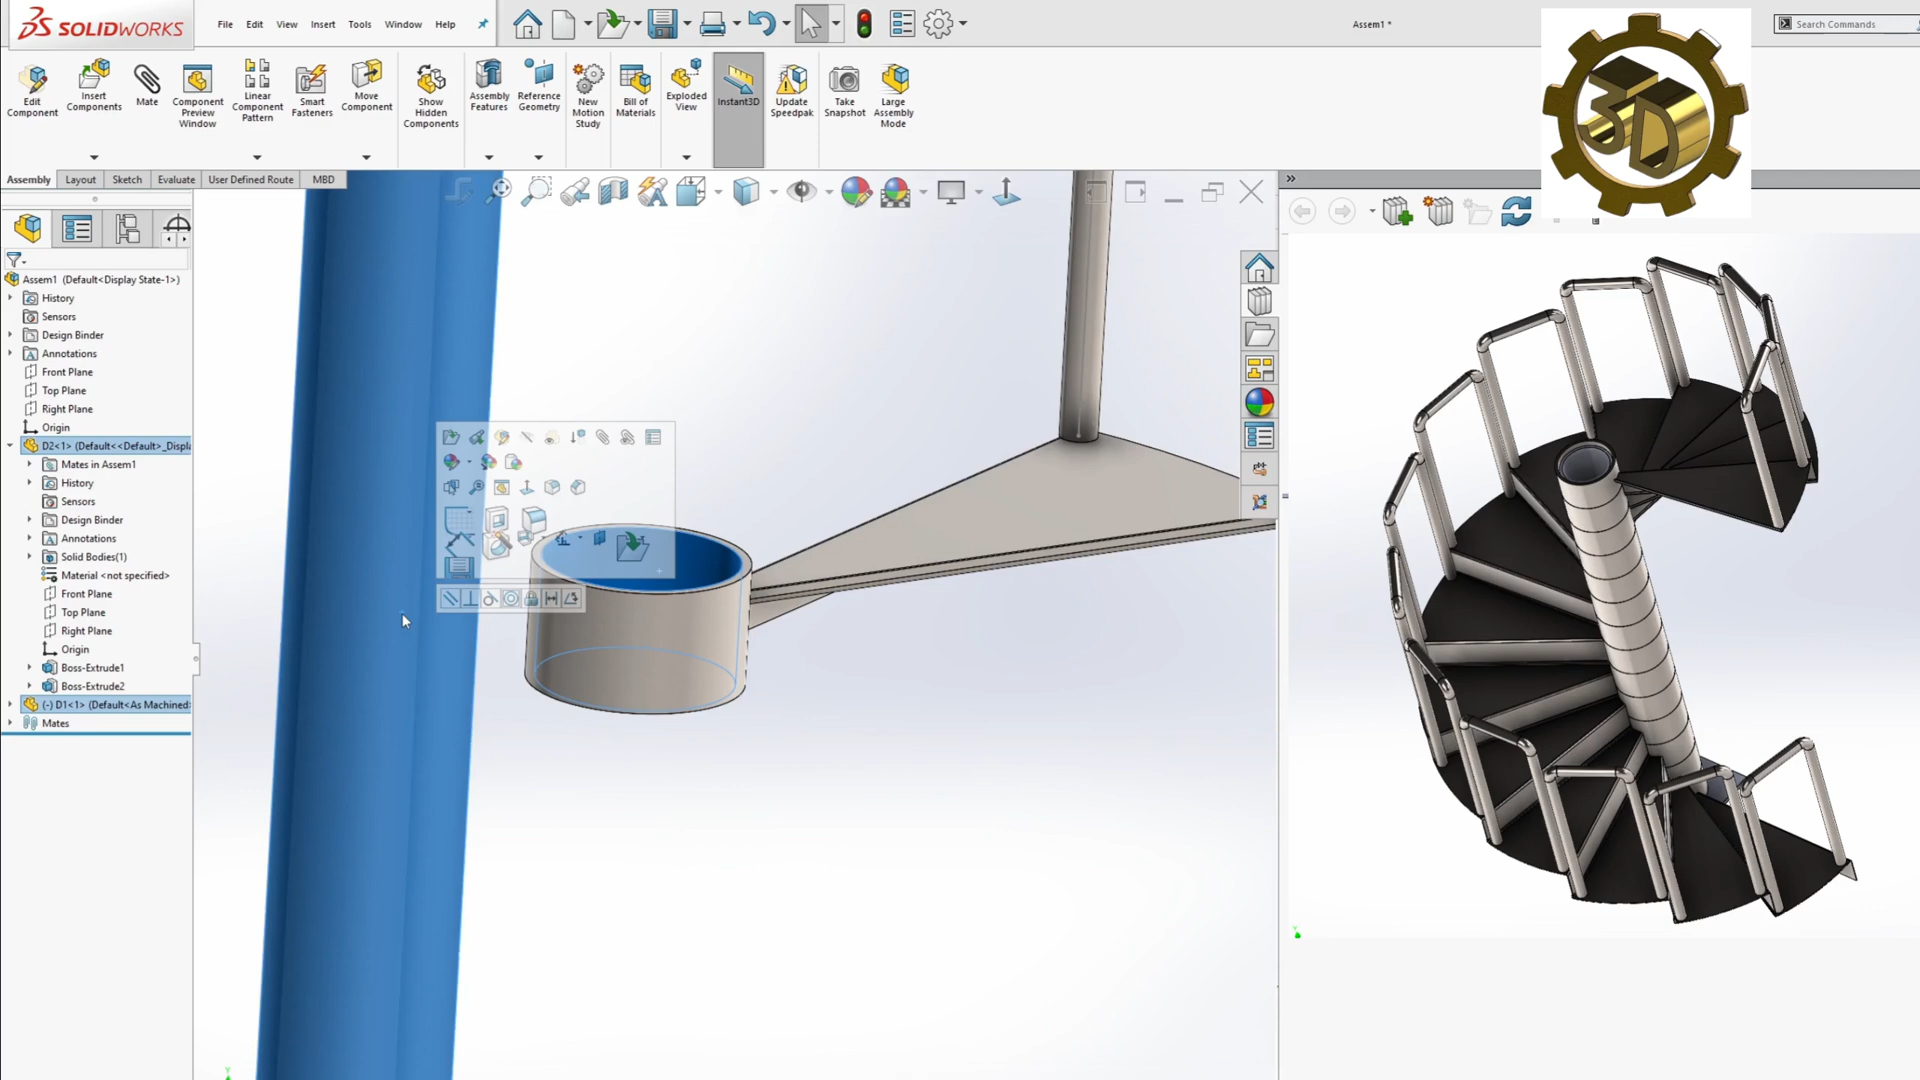 SOLIDWORKS
File Edit View Insert Tools Window Help
Assem1 *
Search Commands
Edit Component
Insert Components
Mate
Component Preview Window
Linear Component Pattern
Smart Fasteners
Move Component
Show Hidden Components
Assembly Features
Reference Geometry
New Motion Study
Bill of Materials
Exploded View
Instant3D
Update Speedpak
Take Snapshot
Large Assembly Mode
3D
Assembly Layout Sketch Evaluate User Defined Route MBD
Assem1 (Default<Display State-1>)
History
Sensors
Design Binder
Annotations
Front Plane
Top Plane
Right Plane
Origin
D2<1> (Default<<Default>_Displa
Mates in Assem1
History
Sensors
Design Binder
Annotations
Solid Bodies(1)
Material <not specified>
Front Plane
Top Plane
Right Plane
Origin
Boss-Extrude1
Boss-Extrude2
(-) D1<1> (Default<As Machined>
Mates